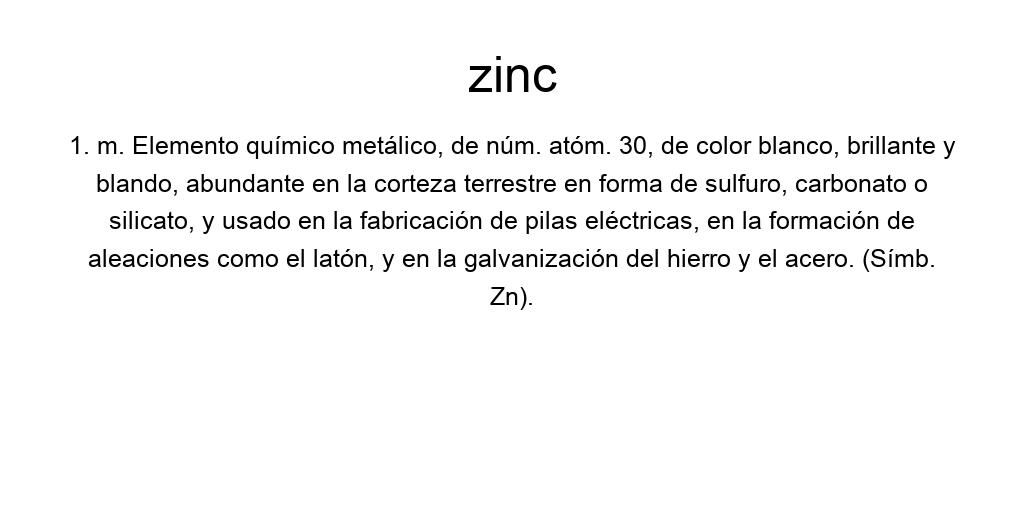 zinc
1. m. Elemento químico metálico, de núm. atóm. 30, de color blanco, brillante y
blando, abundante en la corteza terrestre en forma de sulfuro, carbonato o
silicato, y usado en la fabricación de pilas eléctricas, en la formación de
aleaciones como el latón, y en la galvanización del hierro y el acero. (Símb.
Zn).